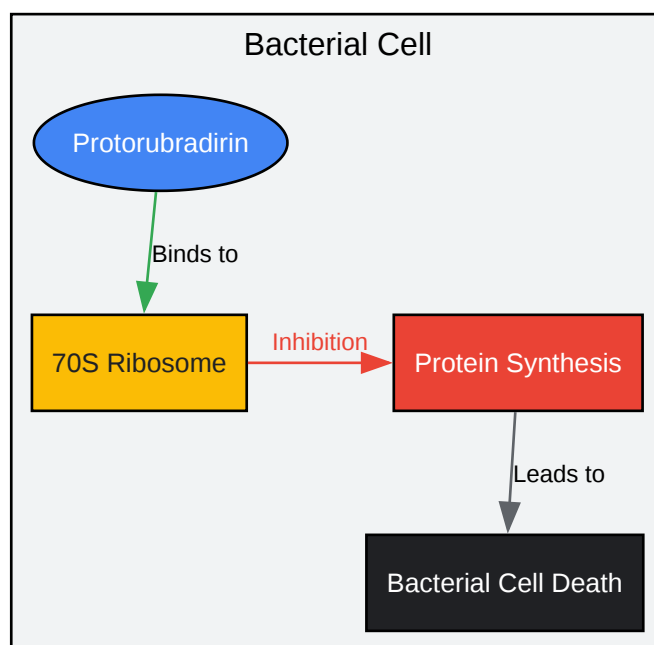 Bacterial Cell
Protorubradirin
Binds to
70S Ribosome
Inhibition
Protein Synthesis
Leads to
Bacterial Cell Death